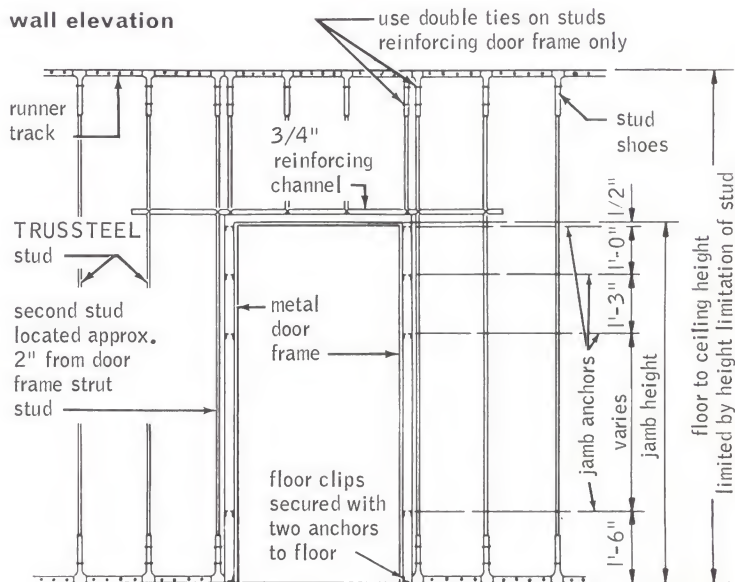 wall elevation
use double ties on studs
reinforcing door frame only
runner
track
3/4"
reinforcing
channel
stud
shoes
TRUSSTEEL
stud
second stud
located approx.
2" from door
frame strut
stud
metal
door
frame
floor clips
secured with
two anchors
to floor
1/2"
1'-0"
1'-3"
varies
1'-6"
jamb anchors
jamb height
floor to ceiling height
limited by height limitation of stud